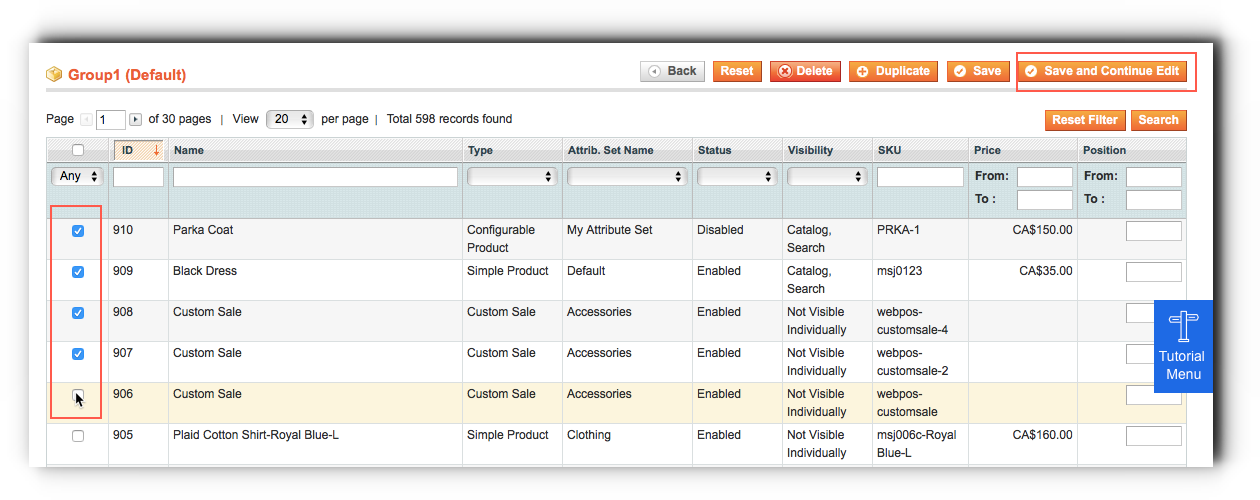 Group1 (Default)
Back Reset Delete Duplicate Save Save and Continue Edit
Page 1 of 30 pages | View 20 per page | Total 598 records found
Reset Filter Search
ID Name Type Attrib. Set Name Status Visibility SKU Price Position
Any From: From:
To : To :
910 Parka Coat Configurable Product My Attribute Set Disabled Catalog, Search PRKA-1 CA$150.00
909 Black Dress Simple Product Default Enabled Catalog, Search msj0123 CA$35.00
908 Custom Sale Custom Sale Accessories Enabled Not Visible Individually webpos-customsale-4
907 Custom Sale Custom Sale Accessories Enabled Not Visible Individually webpos-customsale-2
906 Custom Sale Custom Sale Accessories Enabled Not Visible Individually webpos-customsale
905 Plaid Cotton Shirt-Royal Blue-L Simple Product Clothing Enabled Not Visible Individually msj006c-Royal Blue-L CA$160.00
Tutorial
Menu